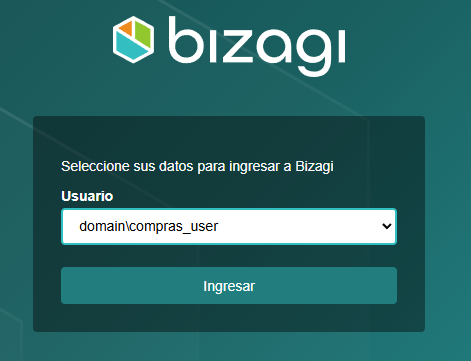 bizagi
Seleccione sus datos para ingresar a Bizagi
Usuario
domain\compras_user
Ingresar